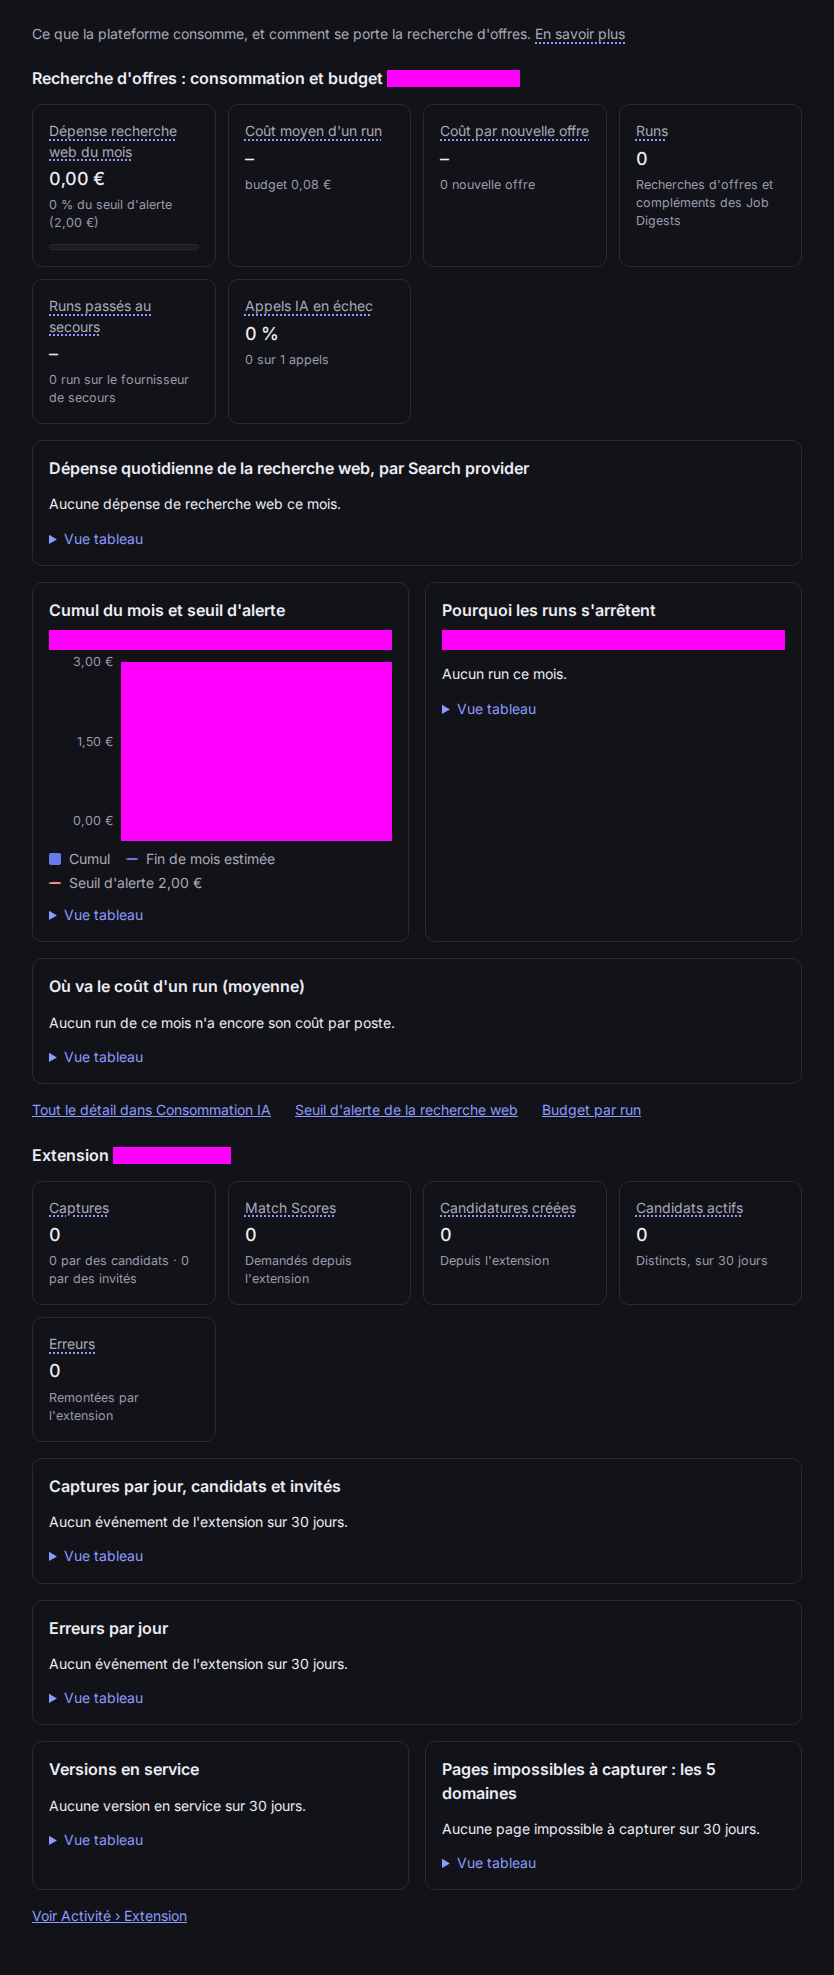 Ce que la plateforme consomme, et comment se porte la recherche d'offres. En savoir plus
Recherche d'offres : consommation et budget
Dépense recherche
web du mois
0,00 €
0 % du seuil d'alerte
(2,00 €)
Coût moyen d'un run
–
budget 0,08 €
Coût par nouvelle offre
–
0 nouvelle offre
Runs
0
Recherches d'offres et
compléments des Job
Digests
Runs passés au
secours
–
0 run sur le fournisseur
de secours
Appels IA en échec
0 %
0 sur 1 appels
Dépense quotidienne de la recherche web, par Search provider
Aucune dépense de recherche web ce mois.
Vue tableau
Cumul du mois et seuil d'alerte
3,00 €
1,50 €
0,00 €
Cumul
Fin de mois estimée
Seuil d'alerte 2,00 €
Vue tableau
Pourquoi les runs s'arrêtent
Aucun run ce mois.
Vue tableau
Où va le coût d'un run (moyenne)
Aucun run de ce mois n'a encore son coût par poste.
Vue tableau
Tout le détail dans Consommation IA
Seuil d'alerte de la recherche web
Budget par run
Extension
Captures
0
0 par des candidats · 0
par des invités
Match Scores
0
Demandés depuis
l'extension
Candidatures créées
0
Depuis l'extension
Candidats actifs
0
Distincts, sur 30 jours
Erreurs
0
Remontées par
l'extension
Captures par jour, candidats et invités
Aucun événement de l'extension sur 30 jours.
Vue tableau
Erreurs par jour
Aucun événement de l'extension sur 30 jours.
Vue tableau
Versions en service
Aucune version en service sur 30 jours.
Vue tableau
Pages impossibles à capturer : les 5
domaines
Aucune page impossible à capturer sur 30 jours.
Vue tableau
Voir Activité › Extension